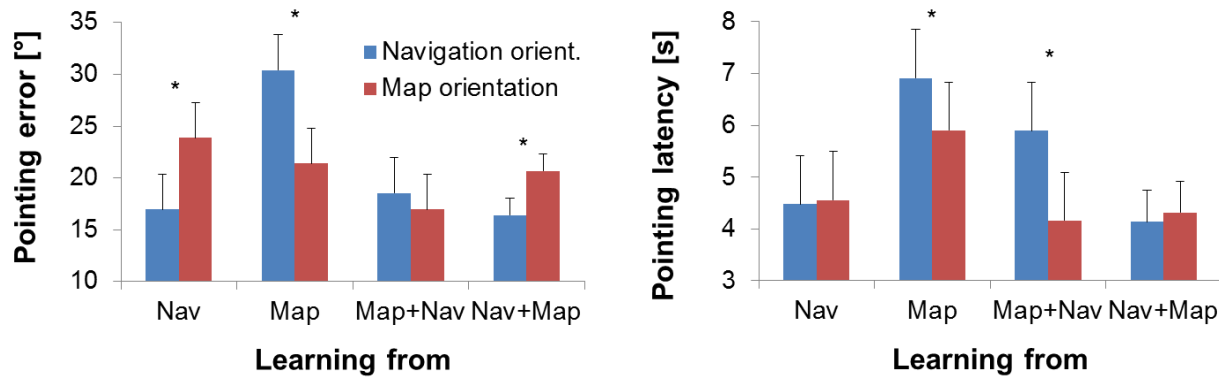 Pointing error [°]
35
30
25
20
15
10
*
*
*
Navigation orient.
Map orientation
Nav
Map
Map+Nav
Nav+Map
Learning from
Pointing latency [s]
8
7
6
5
4
3
*
*
Nav
Map
Map+Nav
Nav+Map
Learning from